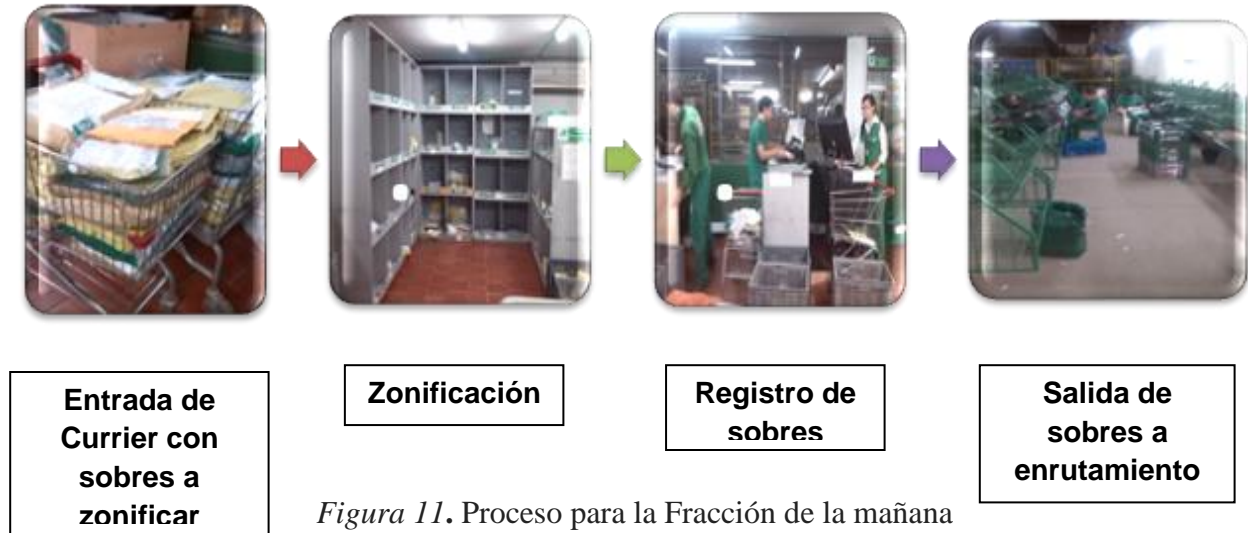 Entrada de
Currier con
sobres a
zonificar
Zonificación
Registro de
sobres
Salida de
sobres a
enrutamiento
Figura 11. Proceso para la Fracción de la mañana